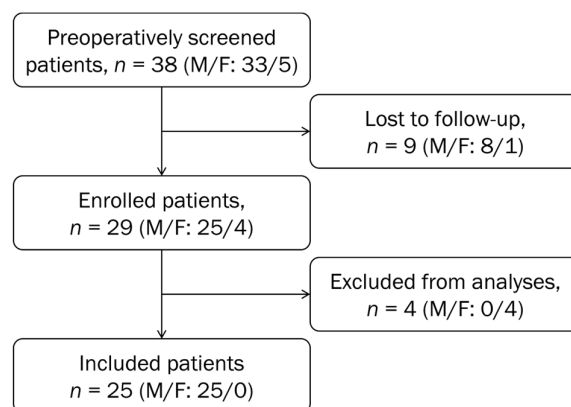 Preoperatively screened
patients, n = 38 (M/F: 33/5)
Lost to follow-up,
n = 9 (M/F: 8/1)
Enrolled patients,
n = 29 (M/F: 25/4)
Excluded from analyses,
n = 4 (M/F: 0/4)
Included patients
n = 25 (M/F: 25/0)